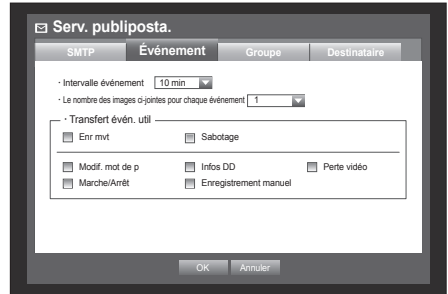 Serv. publiposta.
SMTP Événement Groupe Destinataire
· Intervalle événement 10 min
· Le nombre des images ci-jointes pour chaque événement 1
· Transfert évén. util
Enr mvt Sabotage
Modif. mot de p Infos DD Perte vidéo
Marche/Arrêt Enregistrement manuel
OK Annuler